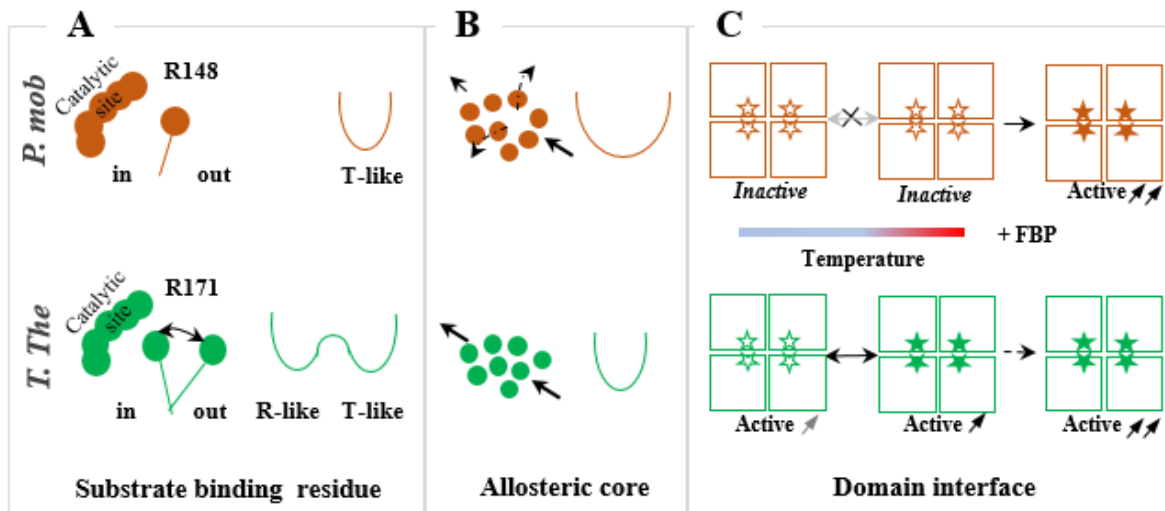 A
B
C
P. mob
Catalytic
site
R148
in
out
T-like
Inactive
Inactive
Active
Temperature
+ FBP
T. The
Catalytic
site
R171
in
out
R-like
T-like
Active
Active
Active
Substrate binding residue
Allosteric core
Domain interface